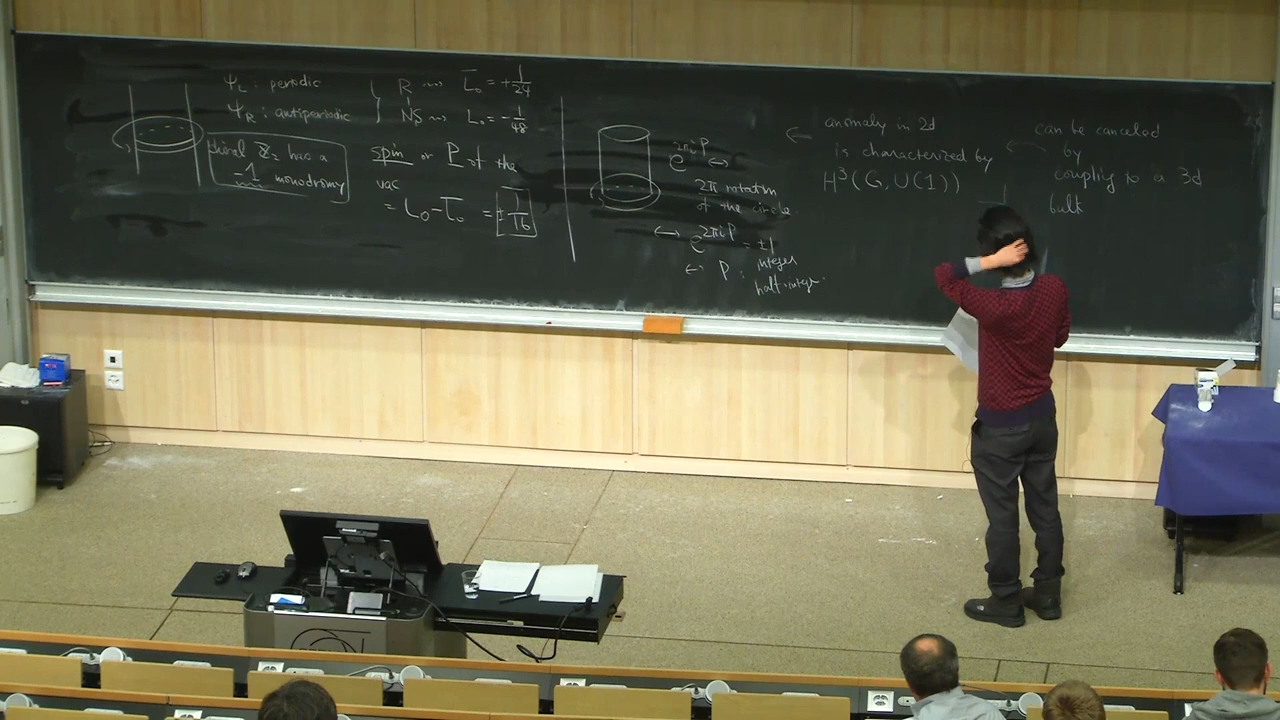 ψ_L : periodic
ψ_R : antiperiodic
R ⇝ L̄₀ = +1/24
NS ⇝ L₀ = -1/48
chiral ℤ₂ has a
-1 monodromy
spin or P of the
vac
= L₀ - L̄₀ = ± 1/16
e^{2πiP} ↔
2π rotation
of the circle.
↔ e^{2πiP} = ±1
↔ P : integer
half-integer
← anomaly in 2d
is characterized by
H³(G, U(1))
← can be canceled
by
coupling to a 3d
bulk